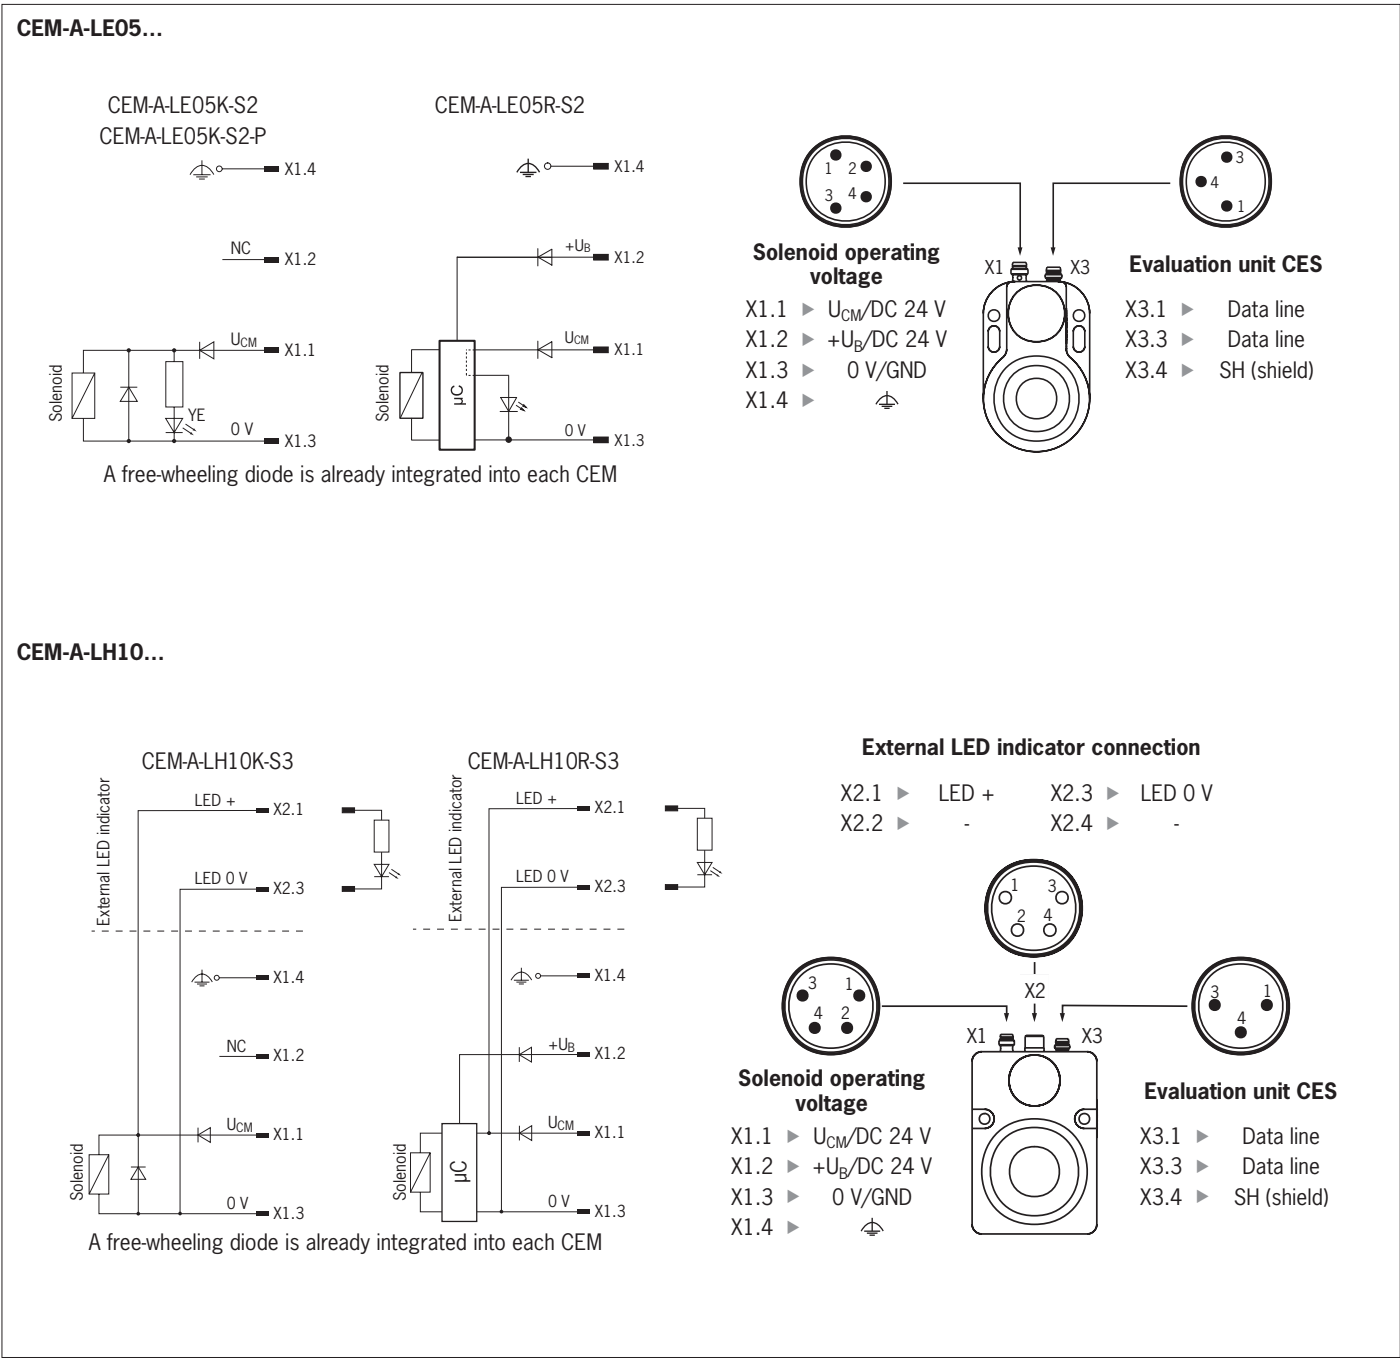 CEM-A-LE05...
CEM-A-LE05K-S2
CEM-A-LE05K-S2-P
X1.4
NC
X1.2
UCM
X1.1
Solenoid
YE
0 V
X1.3
CEM-A-LE05R-S2
X1.4
+UB
X1.2
UCM
X1.1
Solenoid
µC
0 V
X1.3
A free-wheeling diode is already integrated into each CEM
1 2
3 4
Solenoid operating
voltage
X1.1 ▶ UCM/DC 24 V
X1.2 ▶ +UB/DC 24 V
X1.3 ▶ 0 V/GND
X1.4 ▶
X1 X3
3
4
1
Evaluation unit CES
X3.1 ▶ Data line
X3.3 ▶ Data line
X3.4 ▶ SH (shield)
CEM-A-LH10...
CEM-A-LH10K-S3
External LED indicator
LED +
X2.1
LED 0 V
X2.3
X1.4
NC
X1.2
UCM
X1.1
Solenoid
0 V
X1.3
CEM-A-LH10R-S3
External LED indicator
LED +
X2.1
LED 0 V
X2.3
X1.4
+UB
X1.2
UCM
X1.1
Solenoid
µC
0 V
X1.3
A free-wheeling diode is already integrated into each CEM
External LED indicator connection
X2.1 ▶ LED + X2.3 ▶ LED 0 V
X2.2 ▶ - X2.4 ▶ -
1 3
2 4
X2
3 1
4 2
X1 X3
3 1
4
Solenoid operating
voltage
X1.1 ▶ UCM/DC 24 V
X1.2 ▶ +UB/DC 24 V
X1.3 ▶ 0 V/GND
X1.4 ▶
Evaluation unit CES
X3.1 ▶ Data line
X3.3 ▶ Data line
X3.4 ▶ SH (shield)